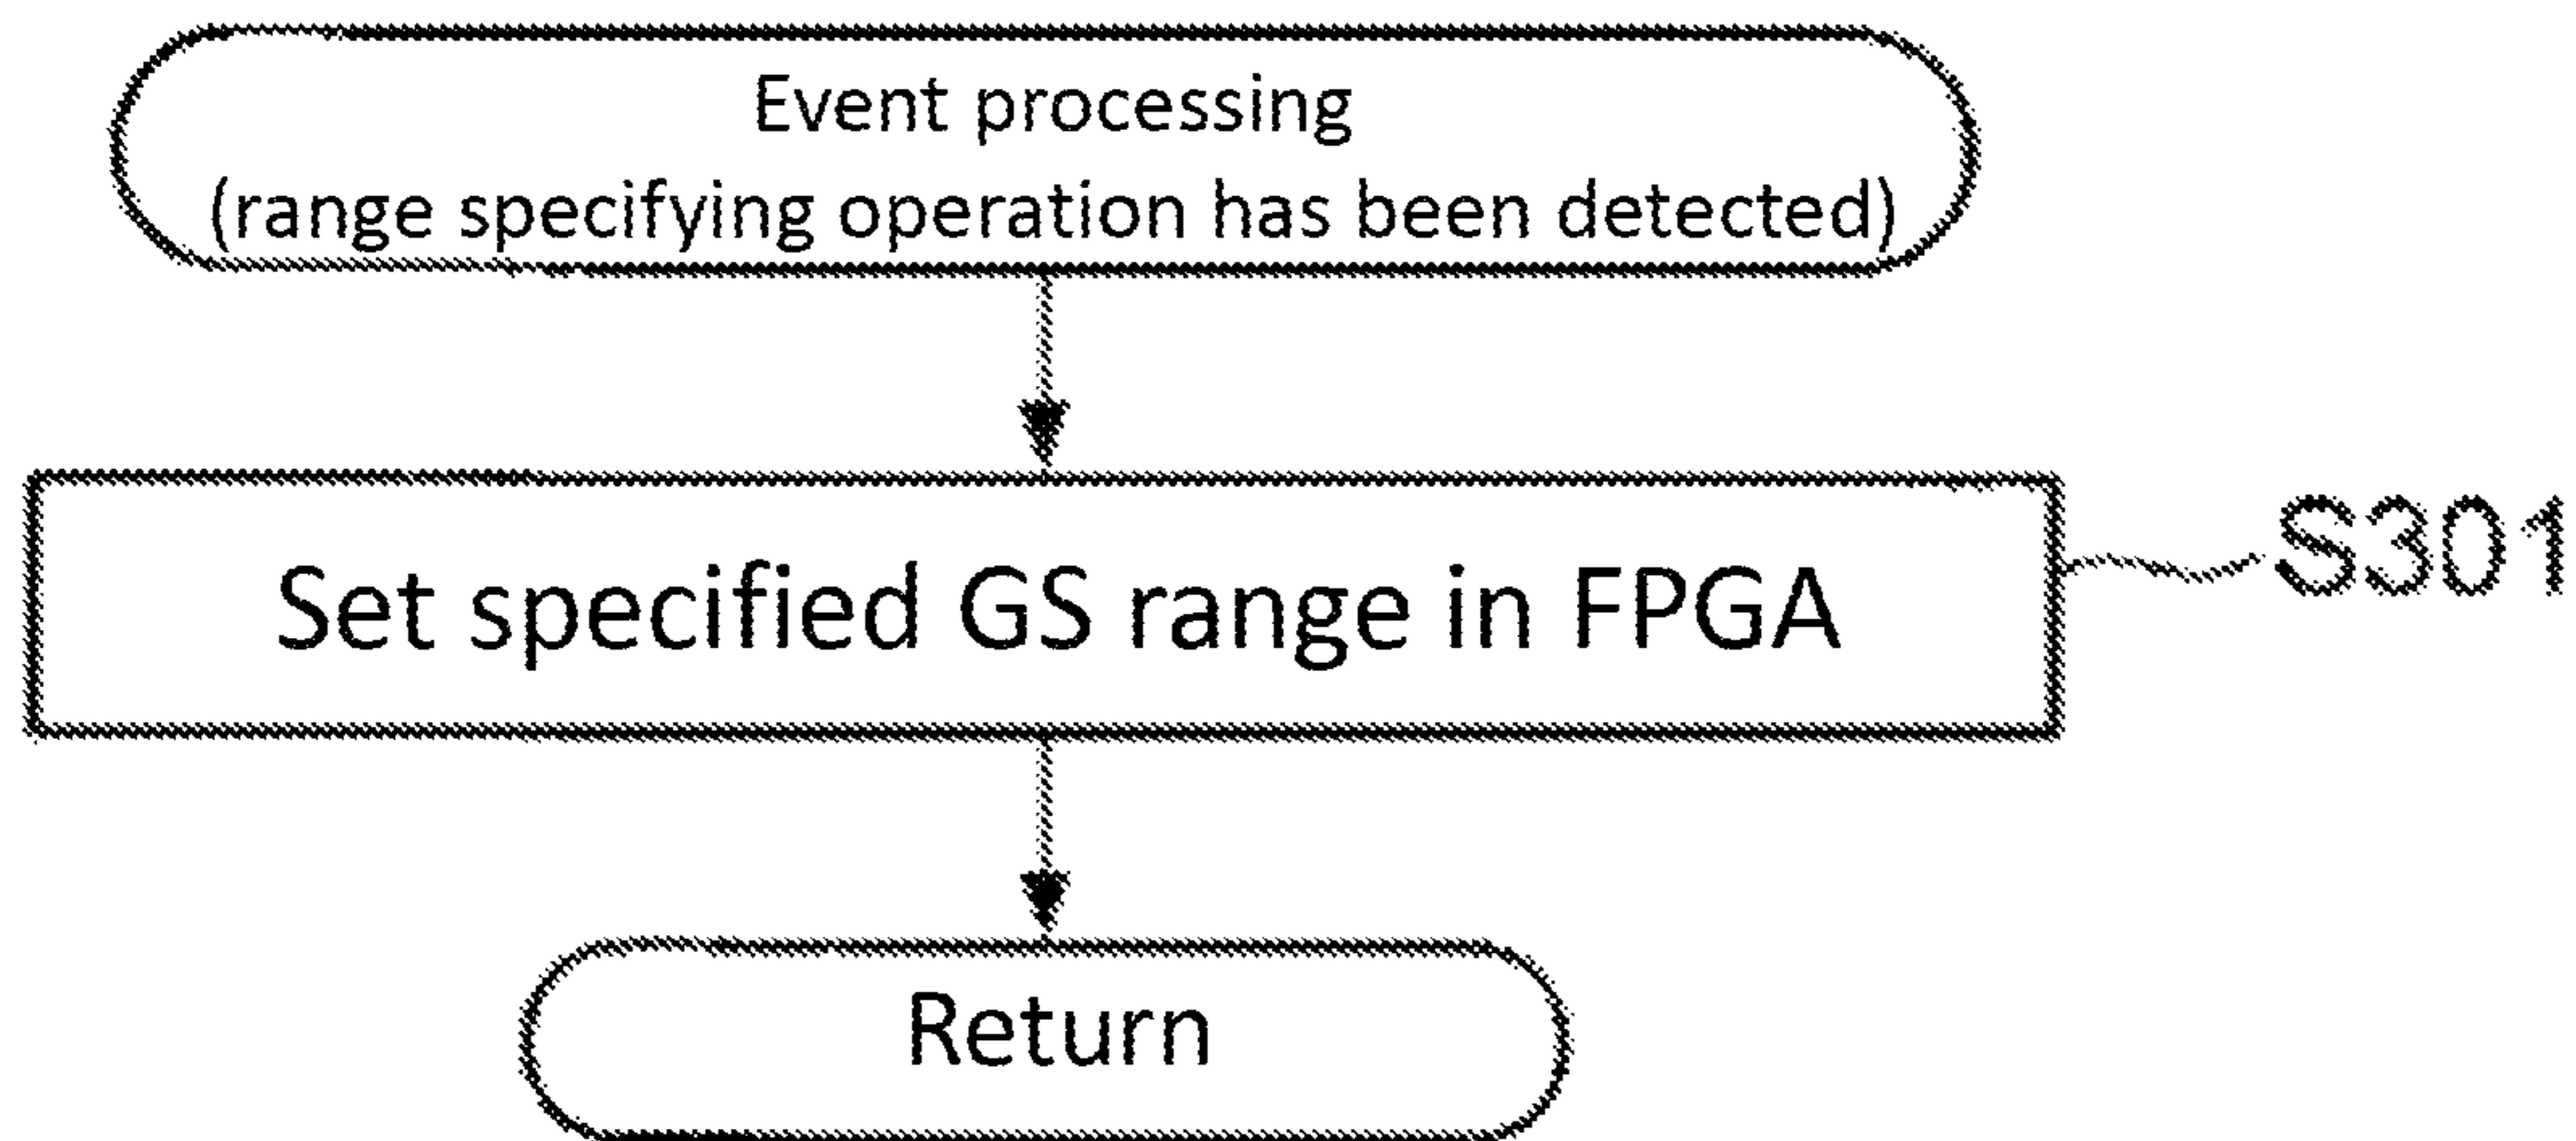 Event processing
(range specifying operation has been detected)
Set specified GS range in FPGA
S301
Return